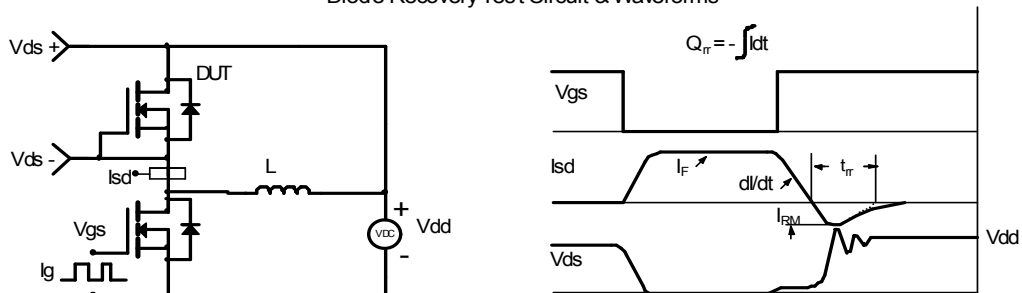 Diode Recovery Test Circuit & Waveforms
Vds +
DUT
Vds -
Isd
L
Vgs
Ig
VDC
+
-
Vdd
Qrr = - ∫Idt
Vgs
Isd
IF
dI/dt
trr
IRM
Vdd
Vds